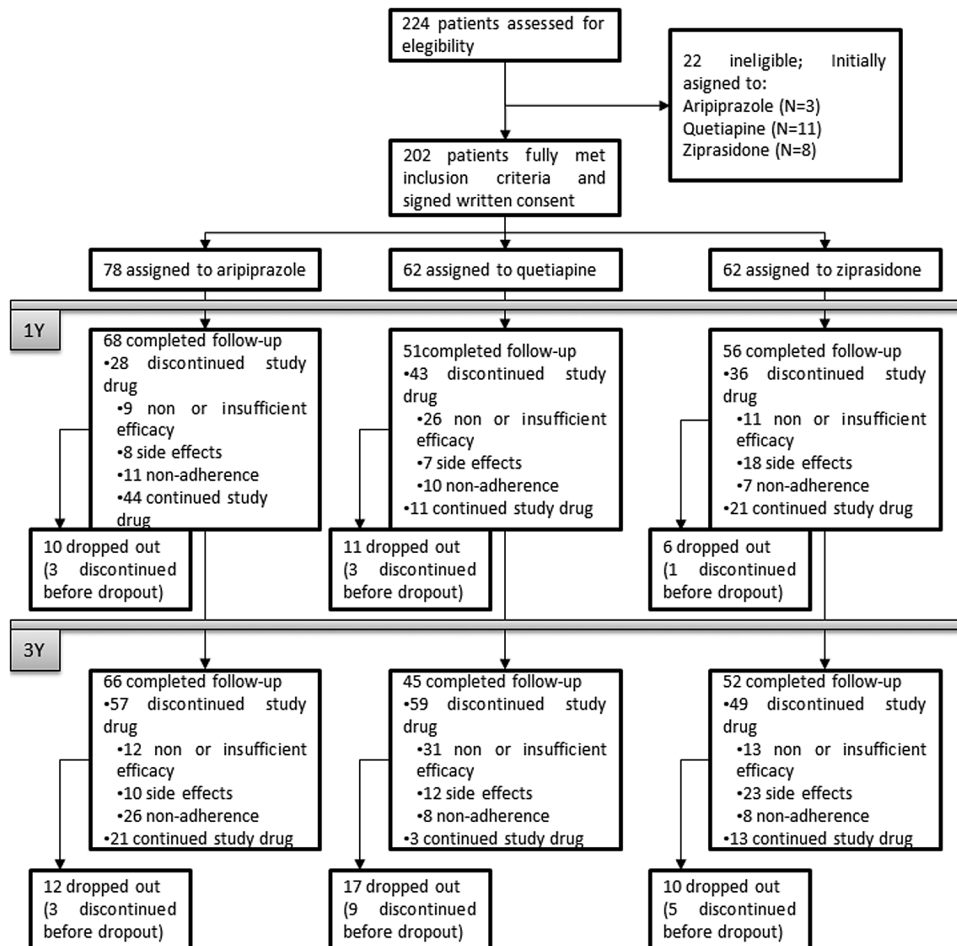 224 patients assessed for
elegibility
22 ineligible; Initially
asigned to:
Aripiprazole (N=3)
Quetiapine (N=11)
Ziprasidone (N=8)
202 patients fully met
inclusion criteria and
signed written consent
78 assigned to aripiprazole
62 assigned to quetiapine
62 assigned to ziprasidone
1Y
68 completed follow-up
•28 discontinued study
drug
•9 non or insufficient
efficacy
•8 side effects
•11 non-adherence
•44 continued study
drug
51completed follow-up
•43 discontinued study
drug
•26 non or insufficient
efficacy
•7 side effects
•10 non-adherence
•11 continued study drug
56 completed follow-up
•36 discontinued study
drug
•11 non or insufficient
efficacy
•18 side effects
•7 non-adherence
•21 continued study drug
10 dropped out
(3 discontinued
before dropout)
11 dropped out
(3 discontinued
before dropout)
6 dropped out
(1 discontinued
before dropout)
3Y
66 completed follow-up
•57 discontinued study
drug
•12 non or insufficient
efficacy
•10 side effects
•26 non-adherence
•21 continued study drug
45 completed follow-up
•59 discontinued study
drug
•31 non or insufficient
efficacy
•12 side effects
•8 non-adherence
•3 continued study drug
52 completed follow-up
•49 discontinued study
drug
•13 non or insufficient
efficacy
•23 side effects
•8 non-adherence
•13 continued study drug
12 dropped out
(3 discontinued
before dropout)
17 dropped out
(9 discontinued
before dropout)
10 dropped out
(5 discontinued
before dropout)